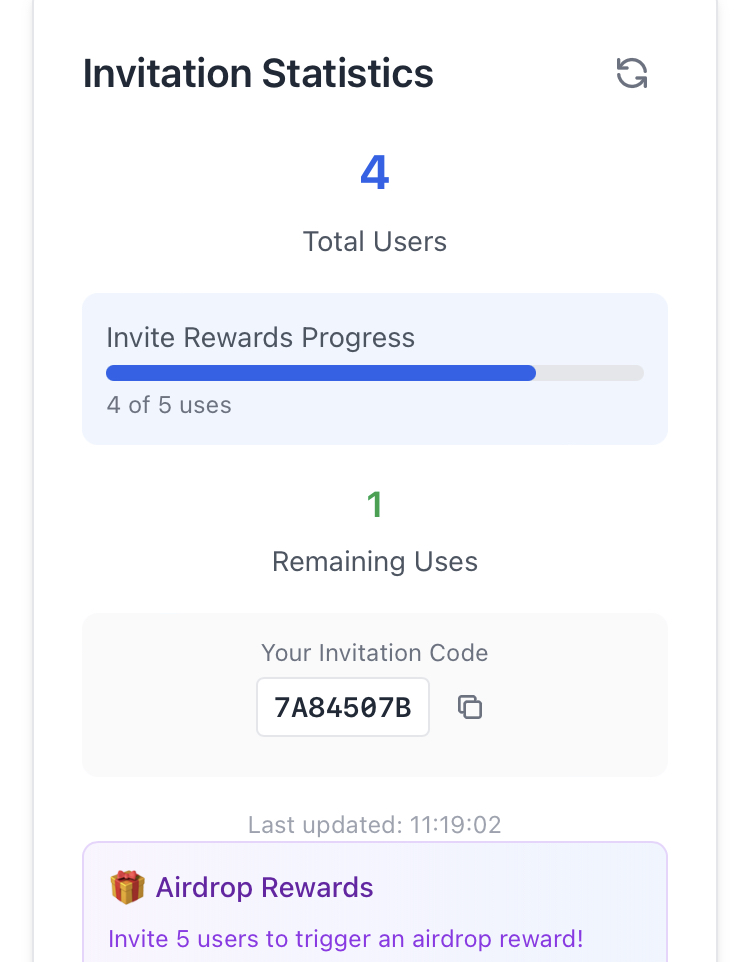 Invitation Statistics
4
Total Users
Invite Rewards Progress
4 of 5 uses
1
Remaining Uses
Your Invitation Code
7A84507B
Last updated: 11:19:02
🎁 Airdrop Rewards
Invite 5 users to trigger an airdrop reward!